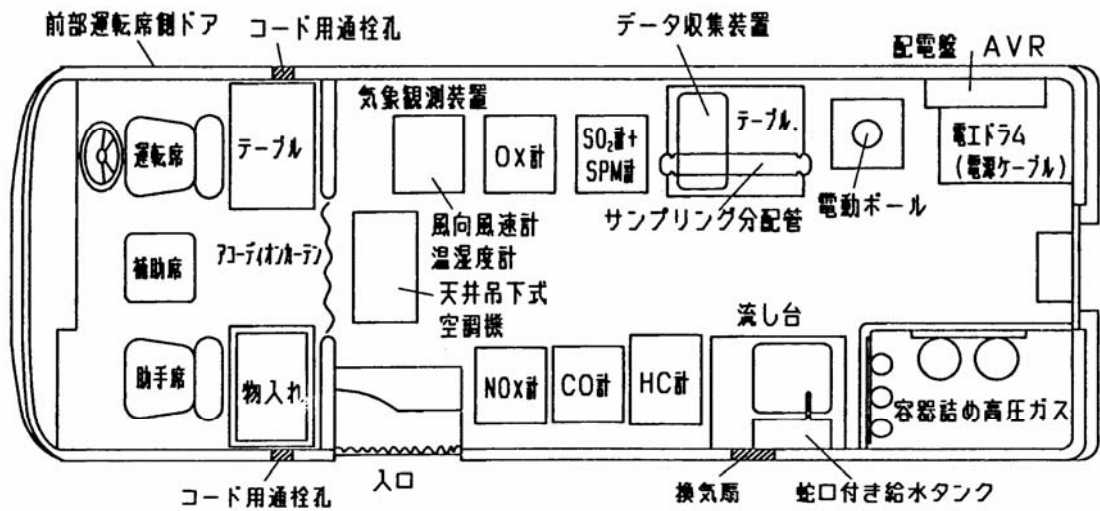 前部運転席側ドア
コード用通栓孔
データ収集装置
配電盤 AVR
気象観測装置
運転席
テーブル
OX計
SO₂計+
SPM計
テーブル.
電工ドラム
(電源ケーブル)
サンプリング分配管
電動ポール
風向風速計
温湿度計
補助席
アコーディオンカーテン
天井吊下式
空調機
流し台
助手席
物入れ
NOX計
CO計
HC計
容器詰め高圧ガス
入口
コード用通栓孔
換気扇
蛇口付き給水タンク